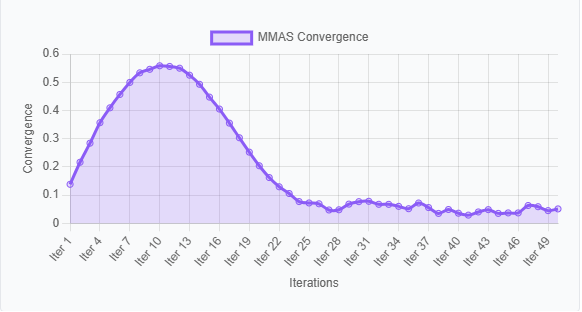 MMAS Convergence
0.6
0.5
0.4
0.3
0.2
0.1
0
Convergence
Iter 1
Iter 4
Iter 7
Iter 10
Iter 13
Iter 16
Iter 19
Iter 22
Iter 25
Iter 28
Iter 31
Iter 34
Iter 37
Iter 40
Iter 43
Iter 46
Iter 49
Iterations